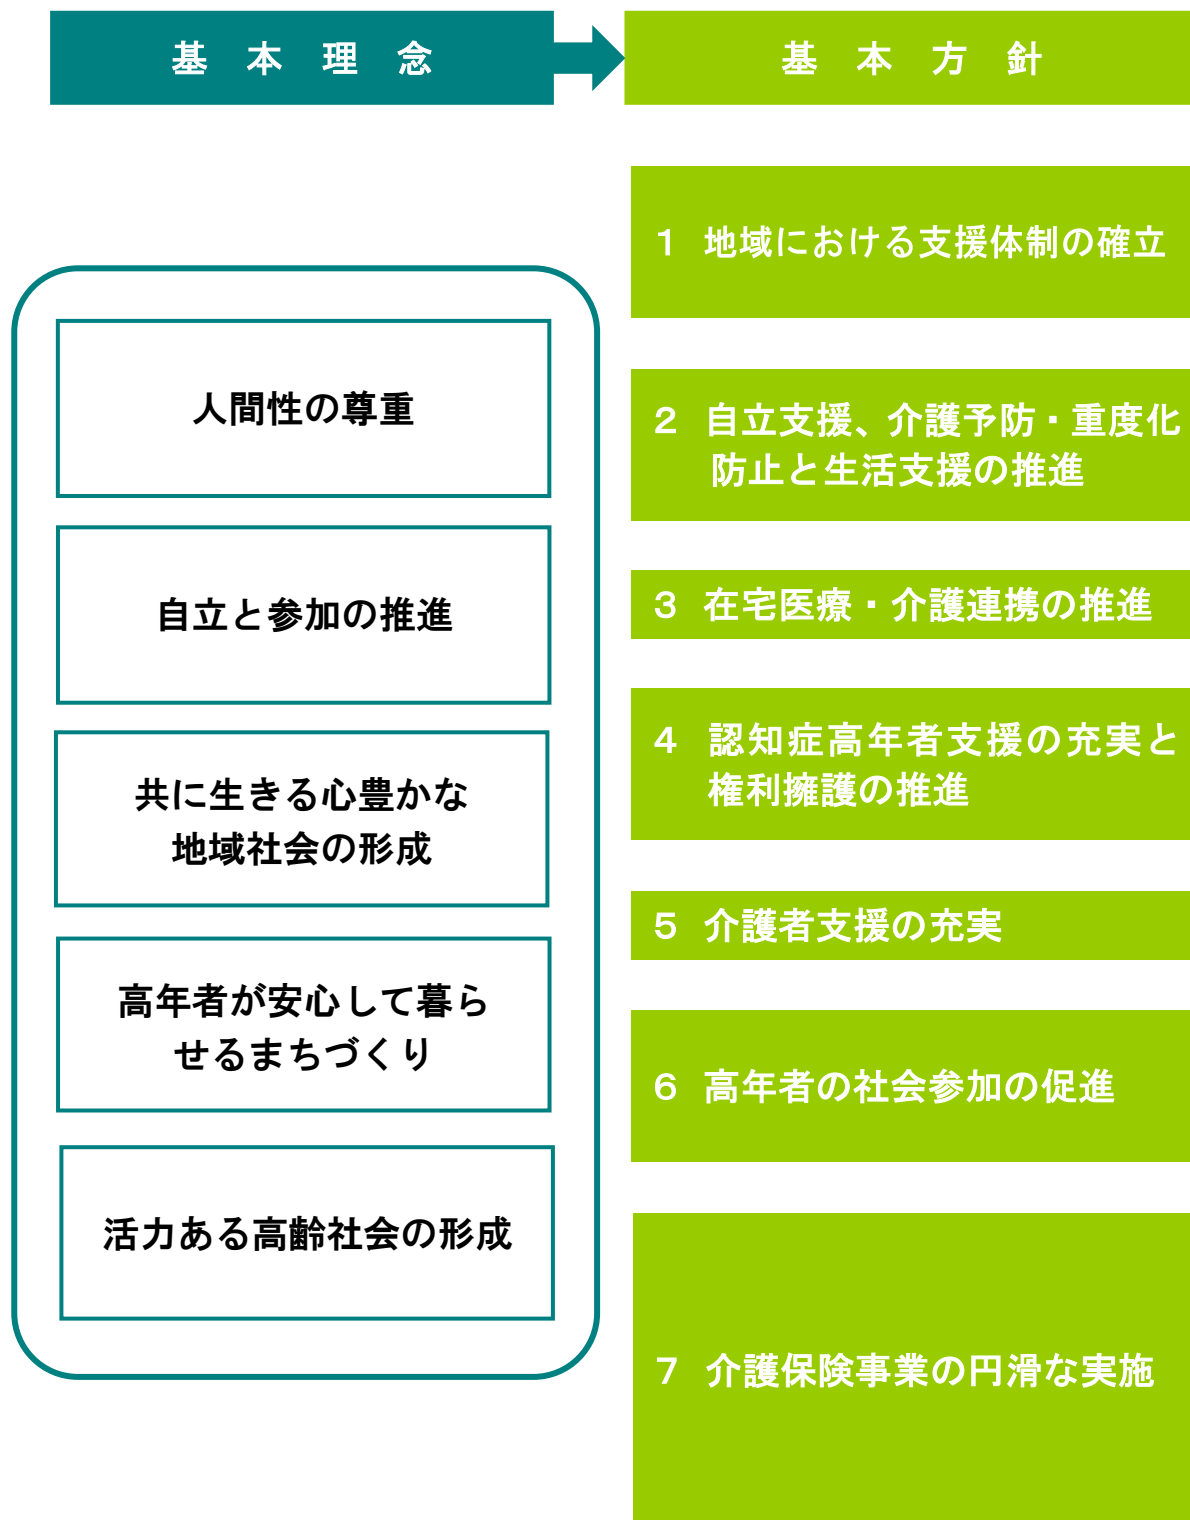 基　本　理　念
基　本　方　針
人間性の尊重
自立と参加の推進
共に生きる心豊かな
地域社会の形成
高年者が安心して暮ら
せるまちづくり
活力ある高齢社会の形成
１　地域における支援体制の確立
２　自立支援、介護予防・重度化
防止と生活支援の推進
３　在宅医療・介護連携の推進
４　認知症高年者支援の充実と
権利擁護の推進
５　介護者支援の充実
６　高年者の社会参加の促進
７　介護保険事業の円滑な実施